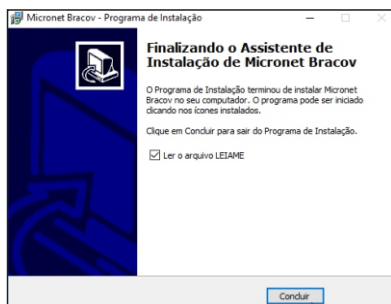 Micronet Bracov - Programa de Instalação
Finalizando o Assistente de
Instalação de Micronet Bracov
O Programa de Instalação terminou de instalar Micronet
Bracov no seu computador. O programa pode ser iniciado
clicando nos ícones instalados.
Clique em Concluir para sair do Programa de Instalação.
Ler o arquivo LEIAME
Concluir